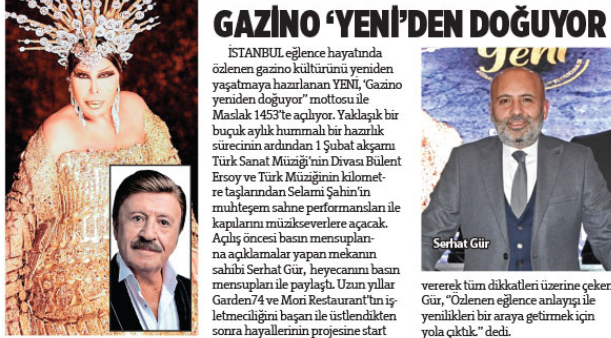 GAZİNO ‘YENİ’DEN DOĞUYOR
İSTANBUL eğlence hayatında
özlenen gazino kültürünü yeniden
yaşatmaya hazırlanan YENİ, ‘Gazino
yeniden doğuyor” mottosu ile
Maslak 1453’te açılıyor. Yaklaşık bir
buçuk aylık hummalı bir hazırlık
sürecinin ardından 1 Şubat akşamı
Türk Sanat Müziği’nin Divası Bülent
Ersoy ve Türk Müziğinin kilomet-
re taşlarından Selami Şahin’in
muhteşem sahne performansları ile
kapılarını müzikseverlere açacak.
Açılış öncesi basın mensupları-
na açıklamalar yapan mekanın
sahibi Serhat Gür, heyecanını basın
mensupları ile paylaştı. Uzun yıllar
Garden74 ve Mori Restaurant’tın iş-
letmeciliğini başarı ile üstlendikten
sonra hayallerinin projesine start
Yeni
Serhat Gür
vererek tüm dikkatleri üzerine çeken
Gür, “Özlenen eğlence anlayışı ile
yenilikleri bir araya getirmek için
yola çıktık.” dedi.